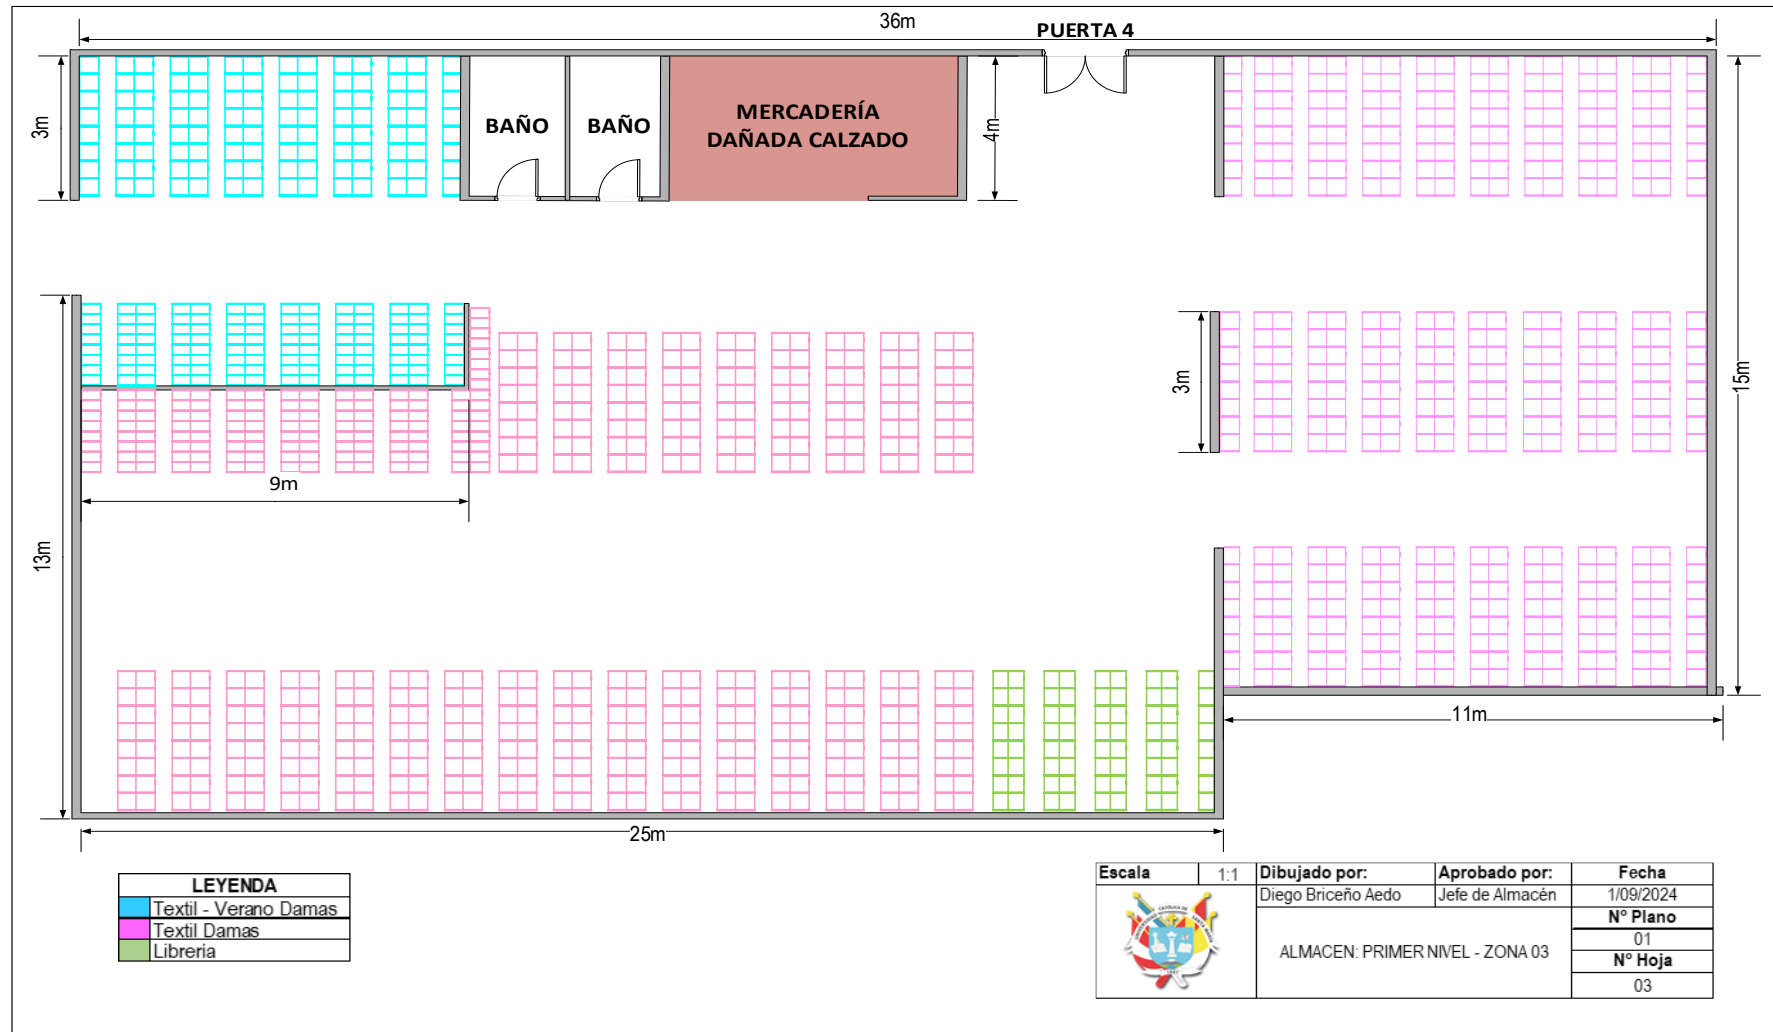 36m
PUERTA 4
3m
BAÑO
BAÑO
MERCADERÍA
DAÑADA CALZADO
4m
15m
3m
9m
13m
11m
25m
LEYENDA
Textil - Verano Damas
Textil Damas
Libreria
Escala
1:1
Dibujado por:
Aprobado por:
Fecha
Diego Briceño Aedo
Jefe de Almacén
1/09/2024
N° Plano
01
ALMACEN: PRIMER NIVEL - ZONA 03
N° Hoja
03